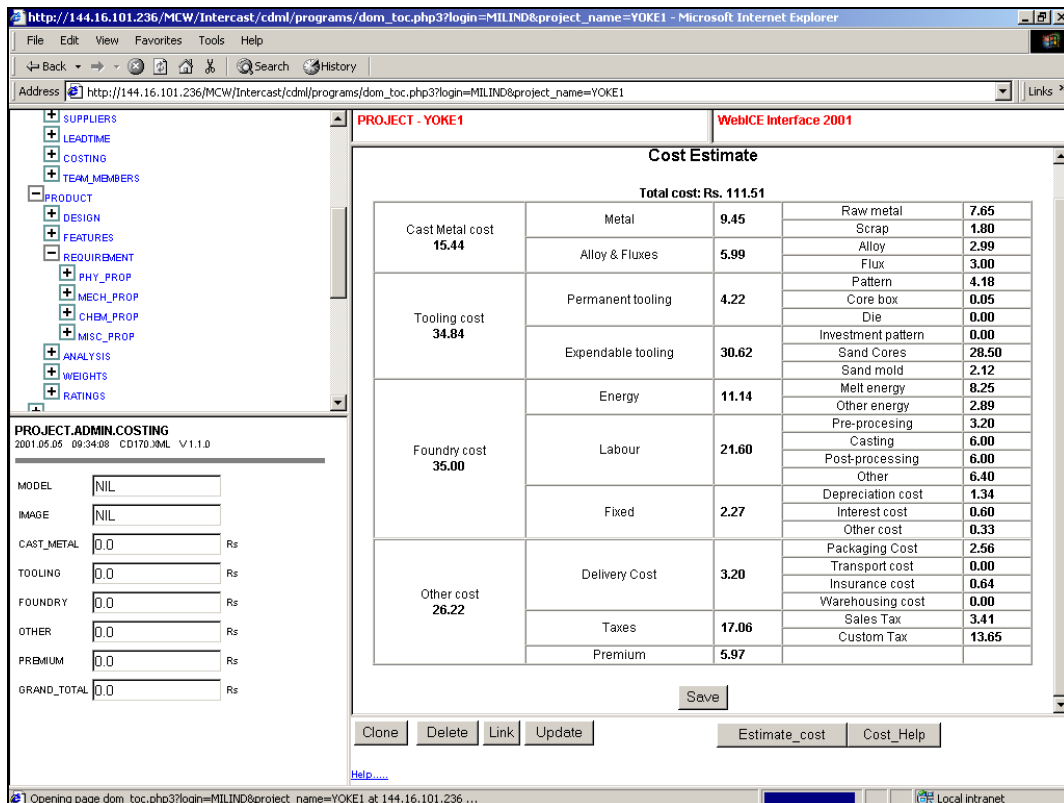 http://144.16.101.236/MCW/Intercast/cdml/programs/dom_toc.php3?login=MILIND&project_name=YOKE1 - Microsoft Internet Explorer
File Edit View Favorites Tools Help
Back Search History
Address http://144.16.101.236/MCW/Intercast/cdml/programs/dom_toc.php3?login=MILIND&project_name=YOKE1 Links »
SUPPLIERS
LEADTIME
COSTING
TEAM_MEMBERS
PRODUCT
DESIGN
FEATURES
REQUIREMENT
PHY_PROP
MECH_PROP
CHEM_PROP
MISC_PROP
ANALYSIS
WEIGHTS
RATINGS
PROJECT.ADMIN.COSTING
2001.05.05 09:34:08 CD170.XML V 1.1.0
MODEL NIL
IMAGE NIL
CAST_METAL 0.0 Rs
TOOLING 0.0 Rs
FOUNDRY 0.0 Rs
OTHER 0.0 Rs
PREMIUM 0.0 Rs
GRAND_TOTAL 0.0 Rs
PROJECT - YOKE1 WebICE Interface 2001
Cost Estimate
Total cost: Rs. 111.51
Cast Metal cost 15.44 Metal 9.45 Raw metal 7.65
Scrap 1.80
Alloy & Fluxes 5.99 Alloy 2.99
Flux 3.00
Tooling cost 34.84 Permanent tooling 4.22 Pattern 4.18
Core box 0.05
Die 0.00
Expendable tooling 30.62 Investment pattern 0.00
Sand Cores 28.50
Sand mold 2.12
Foundry cost 35.00 Energy 11.14 Melt energy 8.25
Other energy 2.89
Labour 21.60 Pre-procesing 3.20
Casting 6.00
Post-processing 6.00
Other 6.40
Fixed 2.27 Depreciation cost 1.34
Interest cost 0.60
Other cost 0.33
Other cost 26.22 Delivery Cost 3.20 Packaging Cost 2.56
Transport cost 0.00
Insurance cost 0.64
Warehousing cost 0.00
Taxes 17.06 Sales Tax 3.41
Custom Tax 13.65
Premium 5.97
Save
Clone Delete Link Update Estimate_cost Cost_Help
Help.....
Opening page dom_toc.php3?login=MILIND&project_name=YOKE1 at 144.16.101.236 ... Local intranet